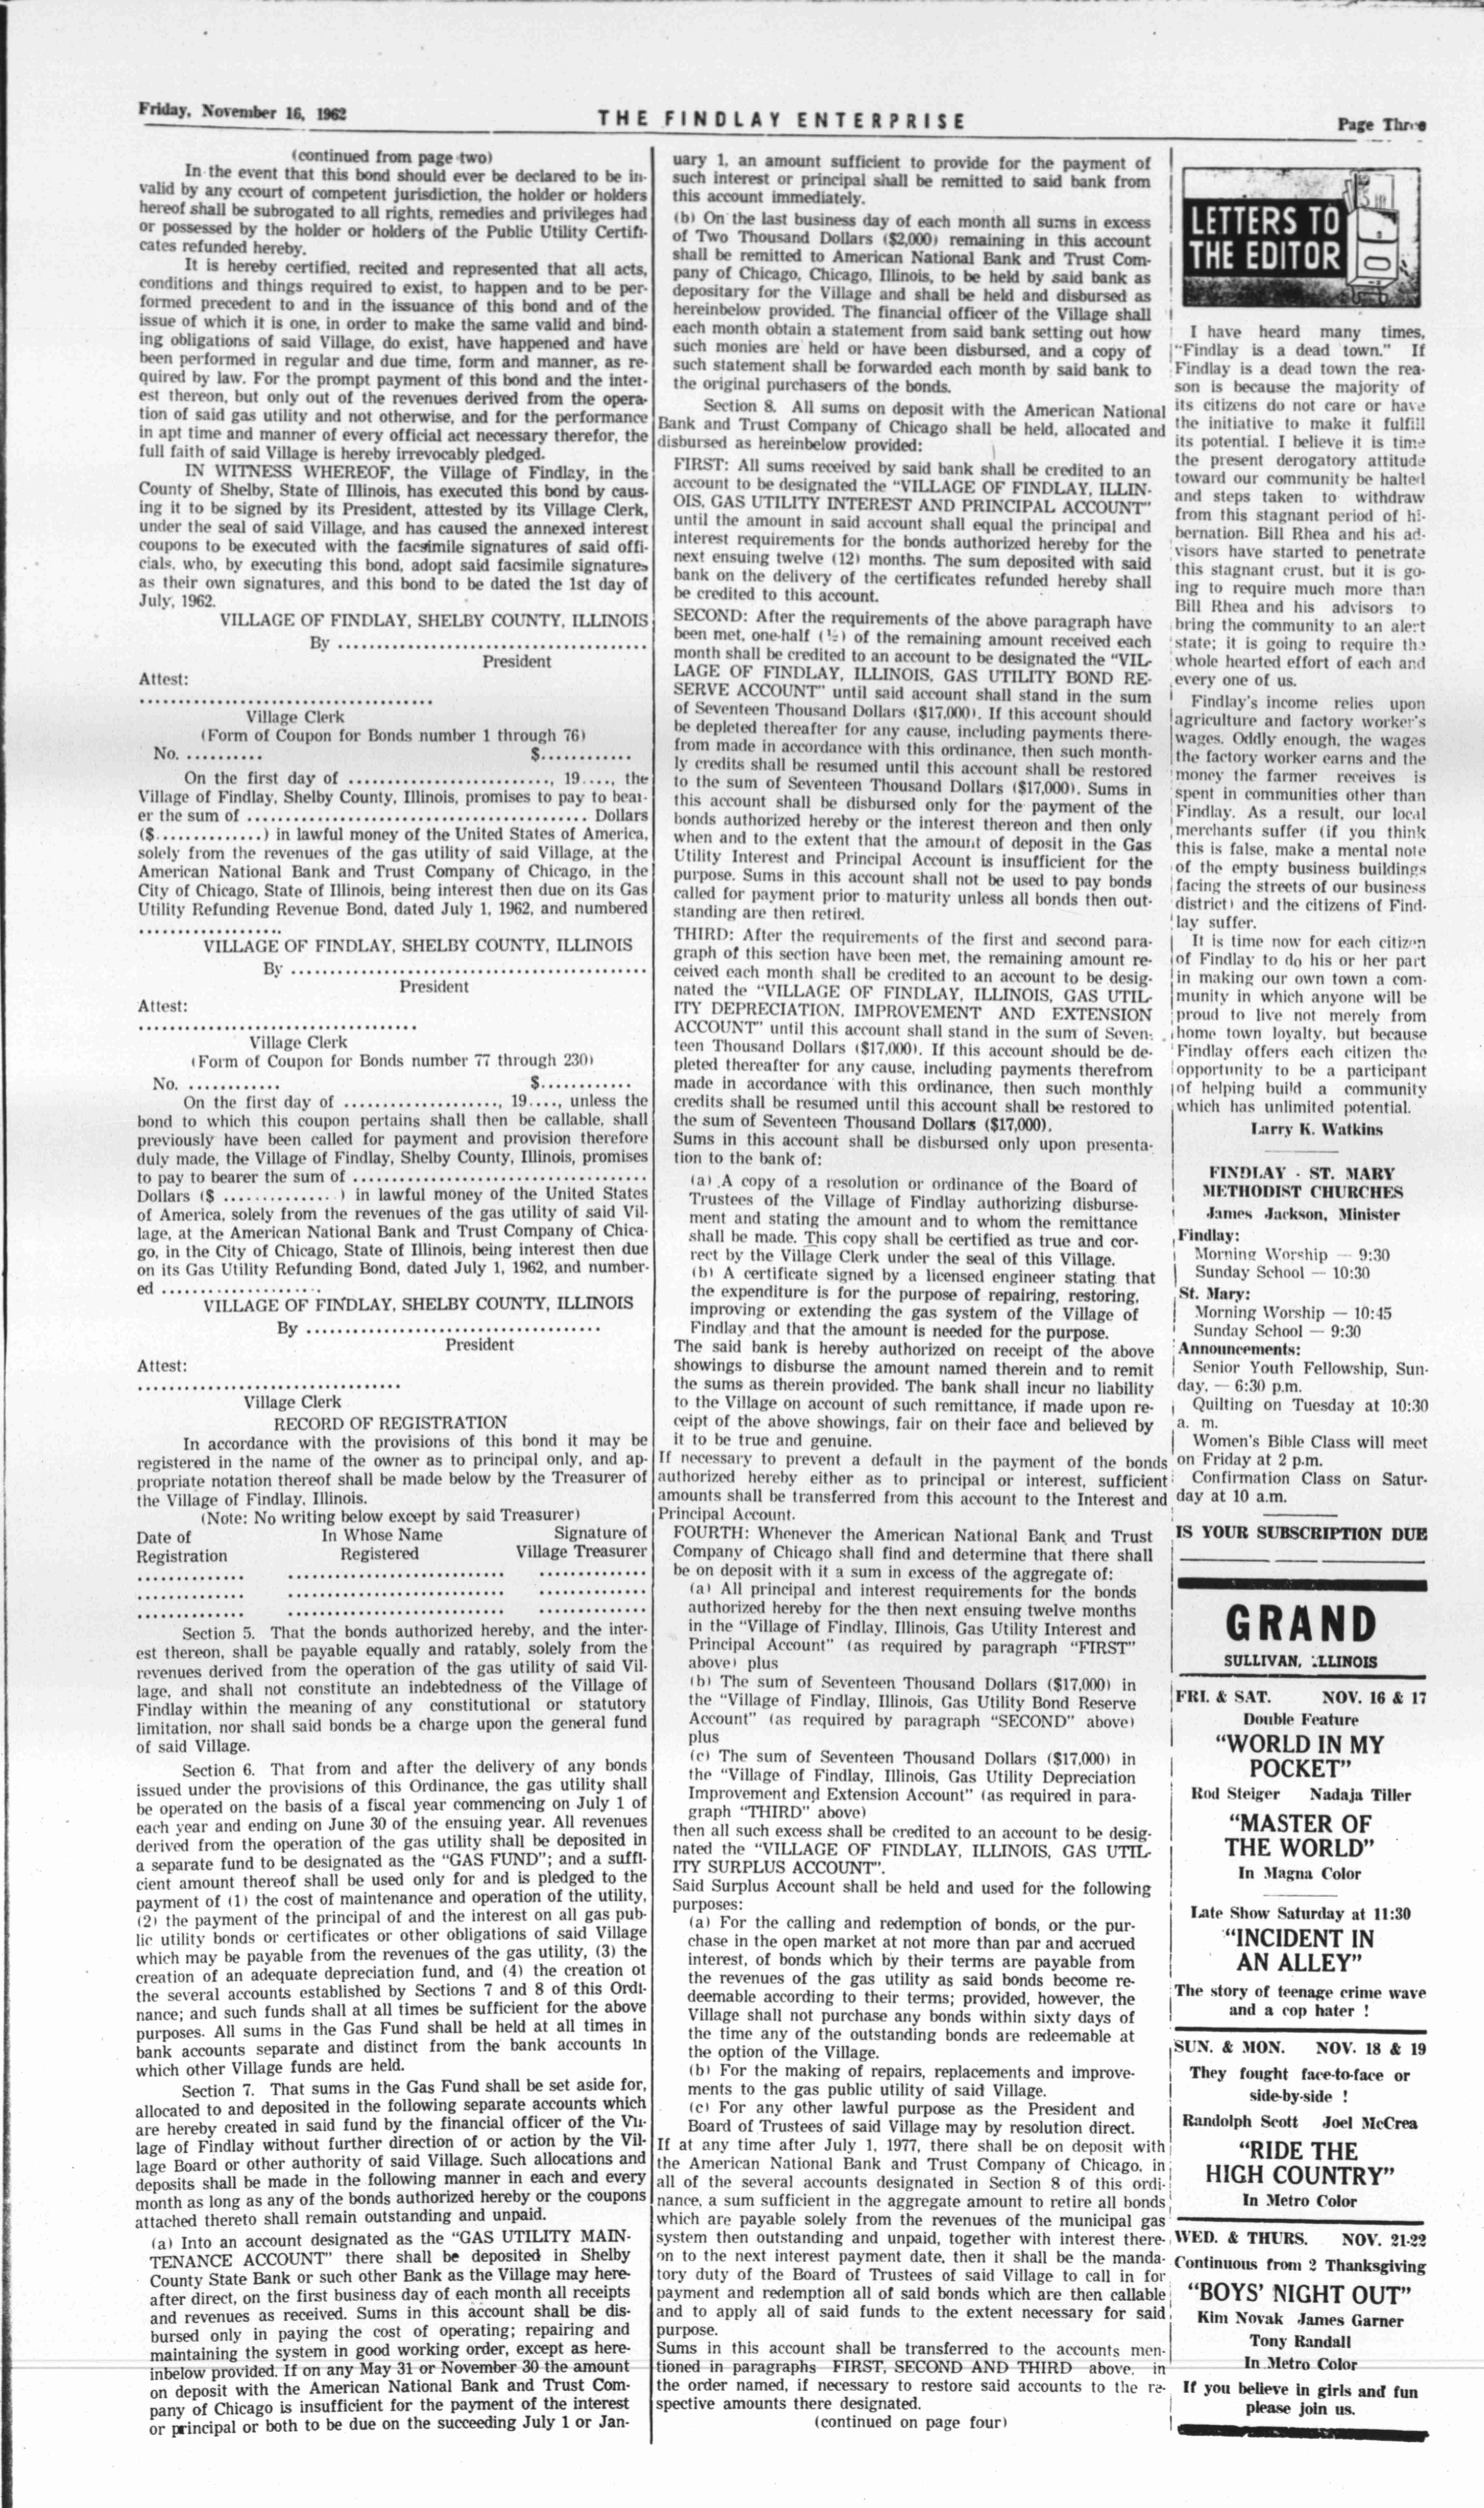 Friday, November 16, 1962
THE FINDLAY ENTERPRISE
Page Three
(continued from page two)
In the event that this bond should ever be declared to be in-
valid by any ccourt of competent jurisdiction, the holder or holders
hereof shall be subrogated to all rights, remedies and privileges had
or possessed by the holder or holders of the Public Utility Certifi-
cates refunded hereby.
It is hereby certified, recited and represented that all acts,
conditions and things required to exist, to happen and to be per-
formed precedent to and in the issuance of this bond and of the
issue of which it is one, in order to make the same valid and bind-
ing obligations of said Village, do exist, have happened and have
been performed in regular and due time, form and manner, as re-
quired by law. For the prompt payment of this bond and the inter-
est thereon, but only out of the revenues derived from the opera-
tion of said gas utility and not otherwise, and for the performance
in apt time and manner of every official act necessary therefor, the
full faith of said Village is hereby irrevocably pledged.
IN WITNESS WHEREOF, the Village of Findlay, in the
County of Shelby, State of Illinois, has executed this bond by caus-
ing it to be signed by its President, attested by its Village Clerk,
under the seal of said Village, and has caused the annexed interest
coupons to be executed with the facsimile signatures of said offi-
cials, who, by executing this bond, adopt said facsimile signatures
as their own signatures, and this bond to be dated the 1st day of
July, 1962.
VILLAGE OF FINDLAY, SHELBY COUNTY, ILLINOIS
By ......................................
President
Attest:
....................................
Village Clerk
(Form of Coupon for Bonds number 1 through 76)
No. .......... $............
On the first day of ........................., 19...., the
Village of Findlay, Shelby County, Illinois, promises to pay to bear-
er the sum of .......................................... Dollars
($.............) in lawful money of the United States of America,
solely from the revenues of the gas utility of said Village, at the
American National Bank and Trust Company of Chicago, in the
City of Chicago, State of Illinois, being interest then due on its Gas
Utility Refunding Revenue Bond, dated July 1, 1962, and numbered
..................
VILLAGE OF FINDLAY, SHELBY COUNTY, ILLINOIS
By ............................................
President
Attest:
..................................
Village Clerk
(Form of Coupon for Bonds number 77 through 230)
No. ............ $............
On the first day of ..................., 19...., unless the
bond to which this coupon pertains shall then be callable, shall
previously have been called for payment and provision therefore
duly made, the Village of Findlay, Shelby County, Illinois, promises
to pay to bearer the sum of ....................................
Dollars ($ ..............) in lawful money of the United States
of America, solely from the revenues of the gas utility of said Vil-
lage, at the American National Bank and Trust Company of Chica-
go, in the City of Chicago, State of Illinois, being interest then due
on its Gas Utility Refunding Bond, dated July 1, 1962, and number-
ed ....................
VILLAGE OF FINDLAY, SHELBY COUNTY, ILLINOIS
By ....................................
President
Attest:
................................
Village Clerk
RECORD OF REGISTRATION
In accordance with the provisions of this bond it may be
registered in the name of the owner as to principal only, and ap-
propriate notation thereof shall be made below by the Treasurer of
the Village of Findlay, Illinois.
(Note: No writing below except by said Treasurer)
Date of In Whose Name Signature of
Registration Registered Village Treasurer
............. .......................... .............
............. .......................... .............
............. .......................... .............
Section 5. That the bonds authorized hereby, and the inter-
est thereon, shall be payable equally and ratably, solely from the
revenues derived from the operation of the gas utility of said Vil-
lage, and shall not constitute an indebtedness of the Village of
Findlay within the meaning of any constitutional or statutory
limitation, nor shall said bonds be a charge upon the general fund
of said Village.
Section 6. That from and after the delivery of any bonds
issued under the provisions of this Ordinance, the gas utility shall
be operated on the basis of a fiscal year commencing on July 1 of
each year and ending on June 30 of the ensuing year. All revenues
derived from the operation of the gas utility shall be deposited in
a separate fund to be designated as the "GAS FUND"; and a suffi-
cient amount thereof shall be used only for and is pledged to the
payment of (1) the cost of maintenance and operation of the utility,
(2) the payment of the principal of and the interest on all gas pub-
lic utility bonds or certificates or other obligations of said Village
which may be payable from the revenues of the gas utility, (3) the
creation of an adequate depreciation fund, and (4) the creation of
the several accounts established by Sections 7 and 8 of this Ordi-
nance; and such funds shall at all times be sufficient for the above
purposes. All sums in the Gas Fund shall be held at all times in
bank accounts separate and distinct from the bank accounts in
which other Village funds are held.
Section 7. That sums in the Gas Fund shall be set aside for,
allocated to and deposited in the following separate accounts which
are hereby created in said fund by the financial officer of the Vil-
lage of Findlay without further direction of or action by the Vil-
lage Board or other authority of said Village. Such allocations and
deposits shall be made in the following manner in each and every
month as long as any of the bonds authorized hereby or the coupons
attached thereto shall remain outstanding and unpaid.
(a) Into an account designated as the "GAS UTILITY MAIN-
TENANCE ACCOUNT" there shall be deposited in Shelby
County State Bank or such other Bank as the Village may here-
after direct, on the first business day of each month all receipts
and revenues as received. Sums in this account shall be dis-
bursed only in paying the cost of operating; repairing and
maintaining the system in good working order, except as here-
inbelow provided. If on any May 31 or November 30 the amount
on deposit with the American National Bank and Trust Com-
pany of Chicago is insufficient for the payment of the interest
or principal or both to be due on the succeeding July 1 or Jan-
uary 1, an amount sufficient to provide for the payment of
such interest or principal shall be remitted to said bank from
this account immediately.
(b) On the last business day of each month all sums in excess
of Two Thousand Dollars ($2,000) remaining in this account
shall be remitted to American National Bank and Trust Com-
pany of Chicago, Chicago, Illinois, to be held by said bank as
depositary for the Village and shall be held and disbursed as
hereinbelow provided. The financial officer of the Village shall
each month obtain a statement from said bank setting out how
such monies are held or have been disbursed, and a copy of
such statement shall be forwarded each month by said bank to
the original purchasers of the bonds.
Section 8. All sums on deposit with the American National
Bank and Trust Company of Chicago shall be held, allocated and
disbursed as hereinbelow provided:
FIRST: All sums received by said bank shall be credited to an
account to be designated the "VILLAGE OF FINDLAY, ILLIN-
OIS, GAS UTILITY INTEREST AND PRINCIPAL ACCOUNT"
until the amount in said account shall equal the principal and
interest requirements for the bonds authorized hereby for the
next ensuing twelve (12) months. The sum deposited with said
bank on the delivery of the certificates refunded hereby shall
be credited to this account.
SECOND: After the requirements of the above paragraph have
been met, one-half (½) of the remaining amount received each
month shall be credited to an account to be designated the "VIL-
LAGE OF FINDLAY, ILLINOIS, GAS UTILITY BOND RE-
SERVE ACCOUNT" until said account shall stand in the sum
of Seventeen Thousand Dollars ($17,000). If this account should
be depleted thereafter for any cause, including payments there-
from made in accordance with this ordinance, then such month-
ly credits shall be resumed until this account shall be restored
to the sum of Seventeen Thousand Dollars ($17,000). Sums in
this account shall be disbursed only for the payment of the
bonds authorized hereby or the interest thereon and then only
when and to the extent that the amount of deposit in the Gas
Utility Interest and Principal Account is insufficient for the
purpose. Sums in this account shall not be used to pay bonds
called for payment prior to maturity unless all bonds then out-
standing are then retired.
THIRD: After the requirements of the first and second para-
graph of this section have been met, the remaining amount re-
ceived each month shall be credited to an account to be desig-
nated the "VILLAGE OF FINDLAY, ILLINOIS, GAS UTIL-
ITY DEPRECIATION, IMPROVEMENT AND EXTENSION
ACCOUNT" until this account shall stand in the sum of Seven-
teen Thousand Dollars ($17,000). If this account should be de-
pleted thereafter for any cause, including payments therefrom
made in accordance with this ordinance, then such monthly
credits shall be resumed until this account shall be restored to
the sum of Seventeen Thousand Dollars ($17,000).
Sums in this account shall be disbursed only upon presenta-
tion to the bank of:
(a) A copy of a resolution or ordinance of the Board of
Trustees of the Village of Findlay authorizing disburse-
ment and stating the amount and to whom the remittance
shall be made. This copy shall be certified as true and cor-
rect by the Village Clerk under the seal of this Village.
(b) A certificate signed by a licensed engineer stating that
the expenditure is for the purpose of repairing, restoring,
improving or extending the gas system of the Village of
Findlay and that the amount is needed for the purpose.
The said bank is hereby authorized on receipt of the above
showings to disburse the amount named therein and to remit
the sums as therein provided. The bank shall incur no liability
to the Village on account of such remittance, if made upon re-
ceipt of the above showings, fair on their face and believed by
it to be true and genuine.
If necessary to prevent a default in the payment of the bonds
authorized hereby either as to principal or interest, sufficient
amounts shall be transferred from this account to the Interest and
Principal Account.
FOURTH: Whenever the American National Bank and Trust
Company of Chicago shall find and determine that there shall
be on deposit with it a sum in excess of the aggregate of:
(a) All principal and interest requirements for the bonds
authorized hereby for the then next ensuing twelve months
in the "Village of Findlay, Illinois, Gas Utility Interest and
Principal Account" (as required by paragraph "FIRST"
above) plus
(b) The sum of Seventeen Thousand Dollars ($17,000) in
the "Village of Findlay, Illinois, Gas Utility Bond Reserve
Account" (as required by paragraph "SECOND" above)
plus
(c) The sum of Seventeen Thousand Dollars ($17,000) in
the "Village of Findlay, Illinois, Gas Utility Depreciation
Improvement and Extension Account" (as required in para-
graph "THIRD" above)
then all such excess shall be credited to an account to be desig-
nated the "VILLAGE OF FINDLAY, ILLINOIS, GAS UTIL-
ITY SURPLUS ACCOUNT".
Said Surplus Account shall be held and used for the following
purposes:
(a) For the calling and redemption of bonds, or the pur-
chase in the open market at not more than par and accrued
interest, of bonds which by their terms are payable from
the revenues of the gas utility as said bonds become re-
deemable according to their terms; provided, however, the
Village shall not purchase any bonds within sixty days of
the time any of the outstanding bonds are redeemable at
the option of the Village.
(b) For the making of repairs, replacements and improve-
ments to the gas public utility of said Village.
(c) For any other lawful purpose as the President and
Board of Trustees of said Village may by resolution direct.
If at any time after July 1, 1977, there shall be on deposit with
the American National Bank and Trust Company of Chicago, in
all of the several accounts designated in Section 8 of this ordi-
nance, a sum sufficient in the aggregate amount to retire all bonds
which are payable solely from the revenues of the municipal gas
system then outstanding and unpaid, together with interest there-
on to the next interest payment date, then it shall be the manda-
tory duty of the Board of Trustees of said Village to call in for
payment and redemption all of said bonds which are then callable
and to apply all of said funds to the extent necessary for said
purpose.
Sums in this account shall be transferred to the accounts men-
tioned in paragraphs FIRST, SECOND AND THIRD above, in
the order named, if necessary to restore said accounts to the re-
spective amounts there designated.
(continued on page four)
LETTERS TO
THE EDITOR
I have heard many times,
"Findlay is a dead town." If
Findlay is a dead town the rea-
son is because the majority of
its citizens do not care or have
the initiative to make it fulfill
its potential. I believe it is time
the present derogatory attitude
toward our community be halted
and steps taken to withdraw
from this stagnant period of hi-
bernation. Bill Rhea and his ad-
visors have started to penetrate
this stagnant crust, but it is go-
ing to require much more than
Bill Rhea and his advisors to
bring the community to an alert
state; it is going to require the
whole hearted effort of each and
every one of us.
Findlay's income relies upon
agriculture and factory worker's
wages. Oddly enough, the wages
the factory worker earns and the
money the farmer receives is
spent in communities other than
Findlay. As a result, our local
merchants suffer (if you think
this is false, make a mental note
of the empty business buildings
facing the streets of our business
district) and the citizens of Find-
lay suffer.
It is time now for each citizen
of Findlay to do his or her part
in making our own town a com-
munity in which anyone will be
proud to live not merely from
home town loyalty, but because
Findlay offers each citizen the
opportunity to be a participant
of helping build a community
which has unlimited potential.
Larry K. Watkins
FINDLAY - ST. MARY
METHODIST CHURCHES
James Jackson, Minister
Findlay:
Morning Worship — 9:30
Sunday School — 10:30
St. Mary:
Morning Worship — 10:45
Sunday School — 9:30
Announcements:
Senior Youth Fellowship, Sun-
day, — 6:30 p.m.
Quilting on Tuesday at 10:30
a. m.
Women's Bible Class will meet
on Friday at 2 p.m.
Confirmation Class on Satur-
day at 10 a.m.
IS YOUR SUBSCRIPTION DUE
GRAND
SULLIVAN, ILLINOIS
FRI. & SAT. NOV. 16 & 17
Double Feature
"WORLD IN MY
POCKET"
Rod Steiger Nadaja Tiller
"MASTER OF
THE WORLD"
In Magna Color
Late Show Saturday at 11:30
"INCIDENT IN
AN ALLEY"
The story of teenage crime wave
and a cop hater !
SUN. & MON. NOV. 18 & 19
They fought face-to-face or
side-by-side !
Randolph Scott Joel McCrea
"RIDE THE
HIGH COUNTRY"
In Metro Color
WED. & THURS. NOV. 21-22
Continuous from 2 Thanksgiving
"BOYS' NIGHT OUT"
Kim Novak James Garner
Tony Randall
In Metro Color
If you believe in girls and fun
please join us.